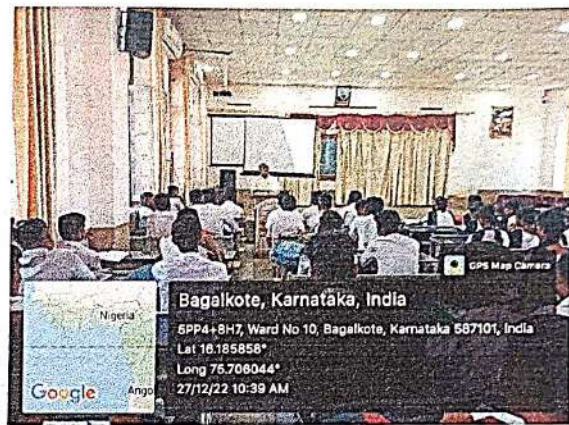 GPS Map Camera
Bagalkote, Karnataka, India
5PP4+8H7, Ward No 10, Bagalkote, Karnataka 587101, India
Lat 16.185858°
Long 75.706044°
27/12/22 10:39 AM
Nigeria
Ango
Google